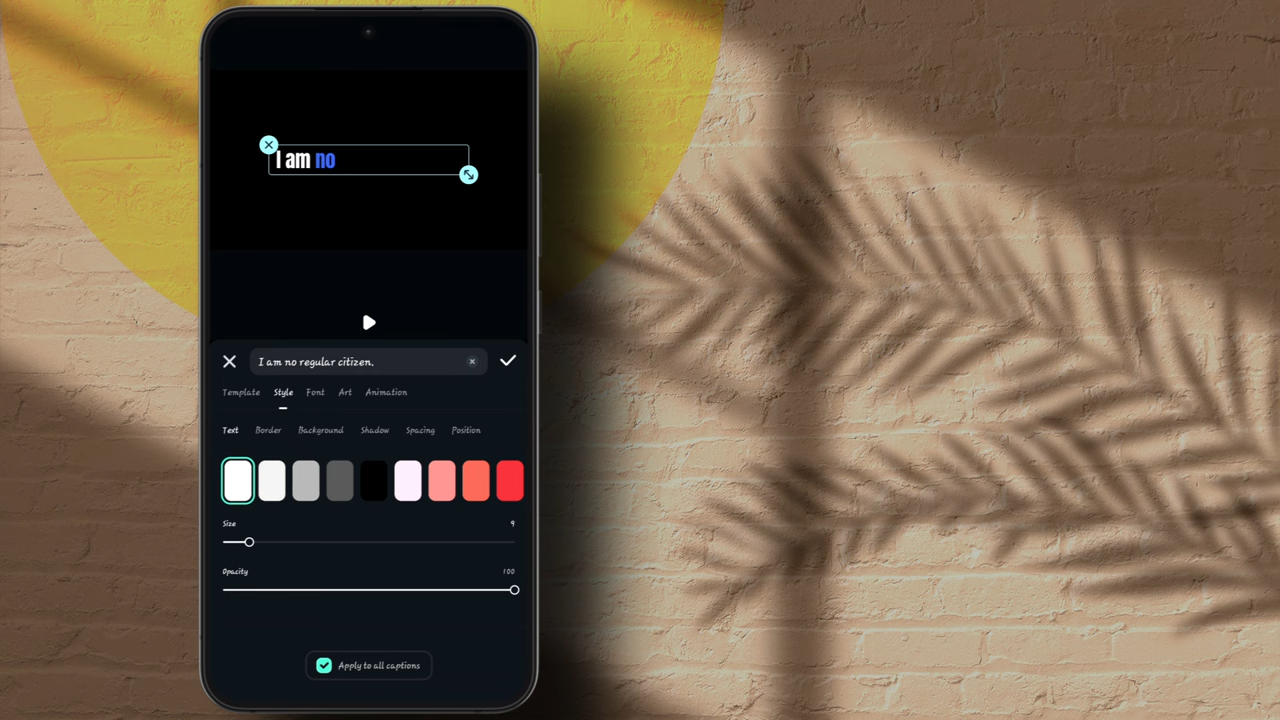 I am no
I am no regular citizen.
Template Style Font Art Animation
Text Border Background Shadow Spacing Position
Size 9
Opacity 100
Apply to all captions